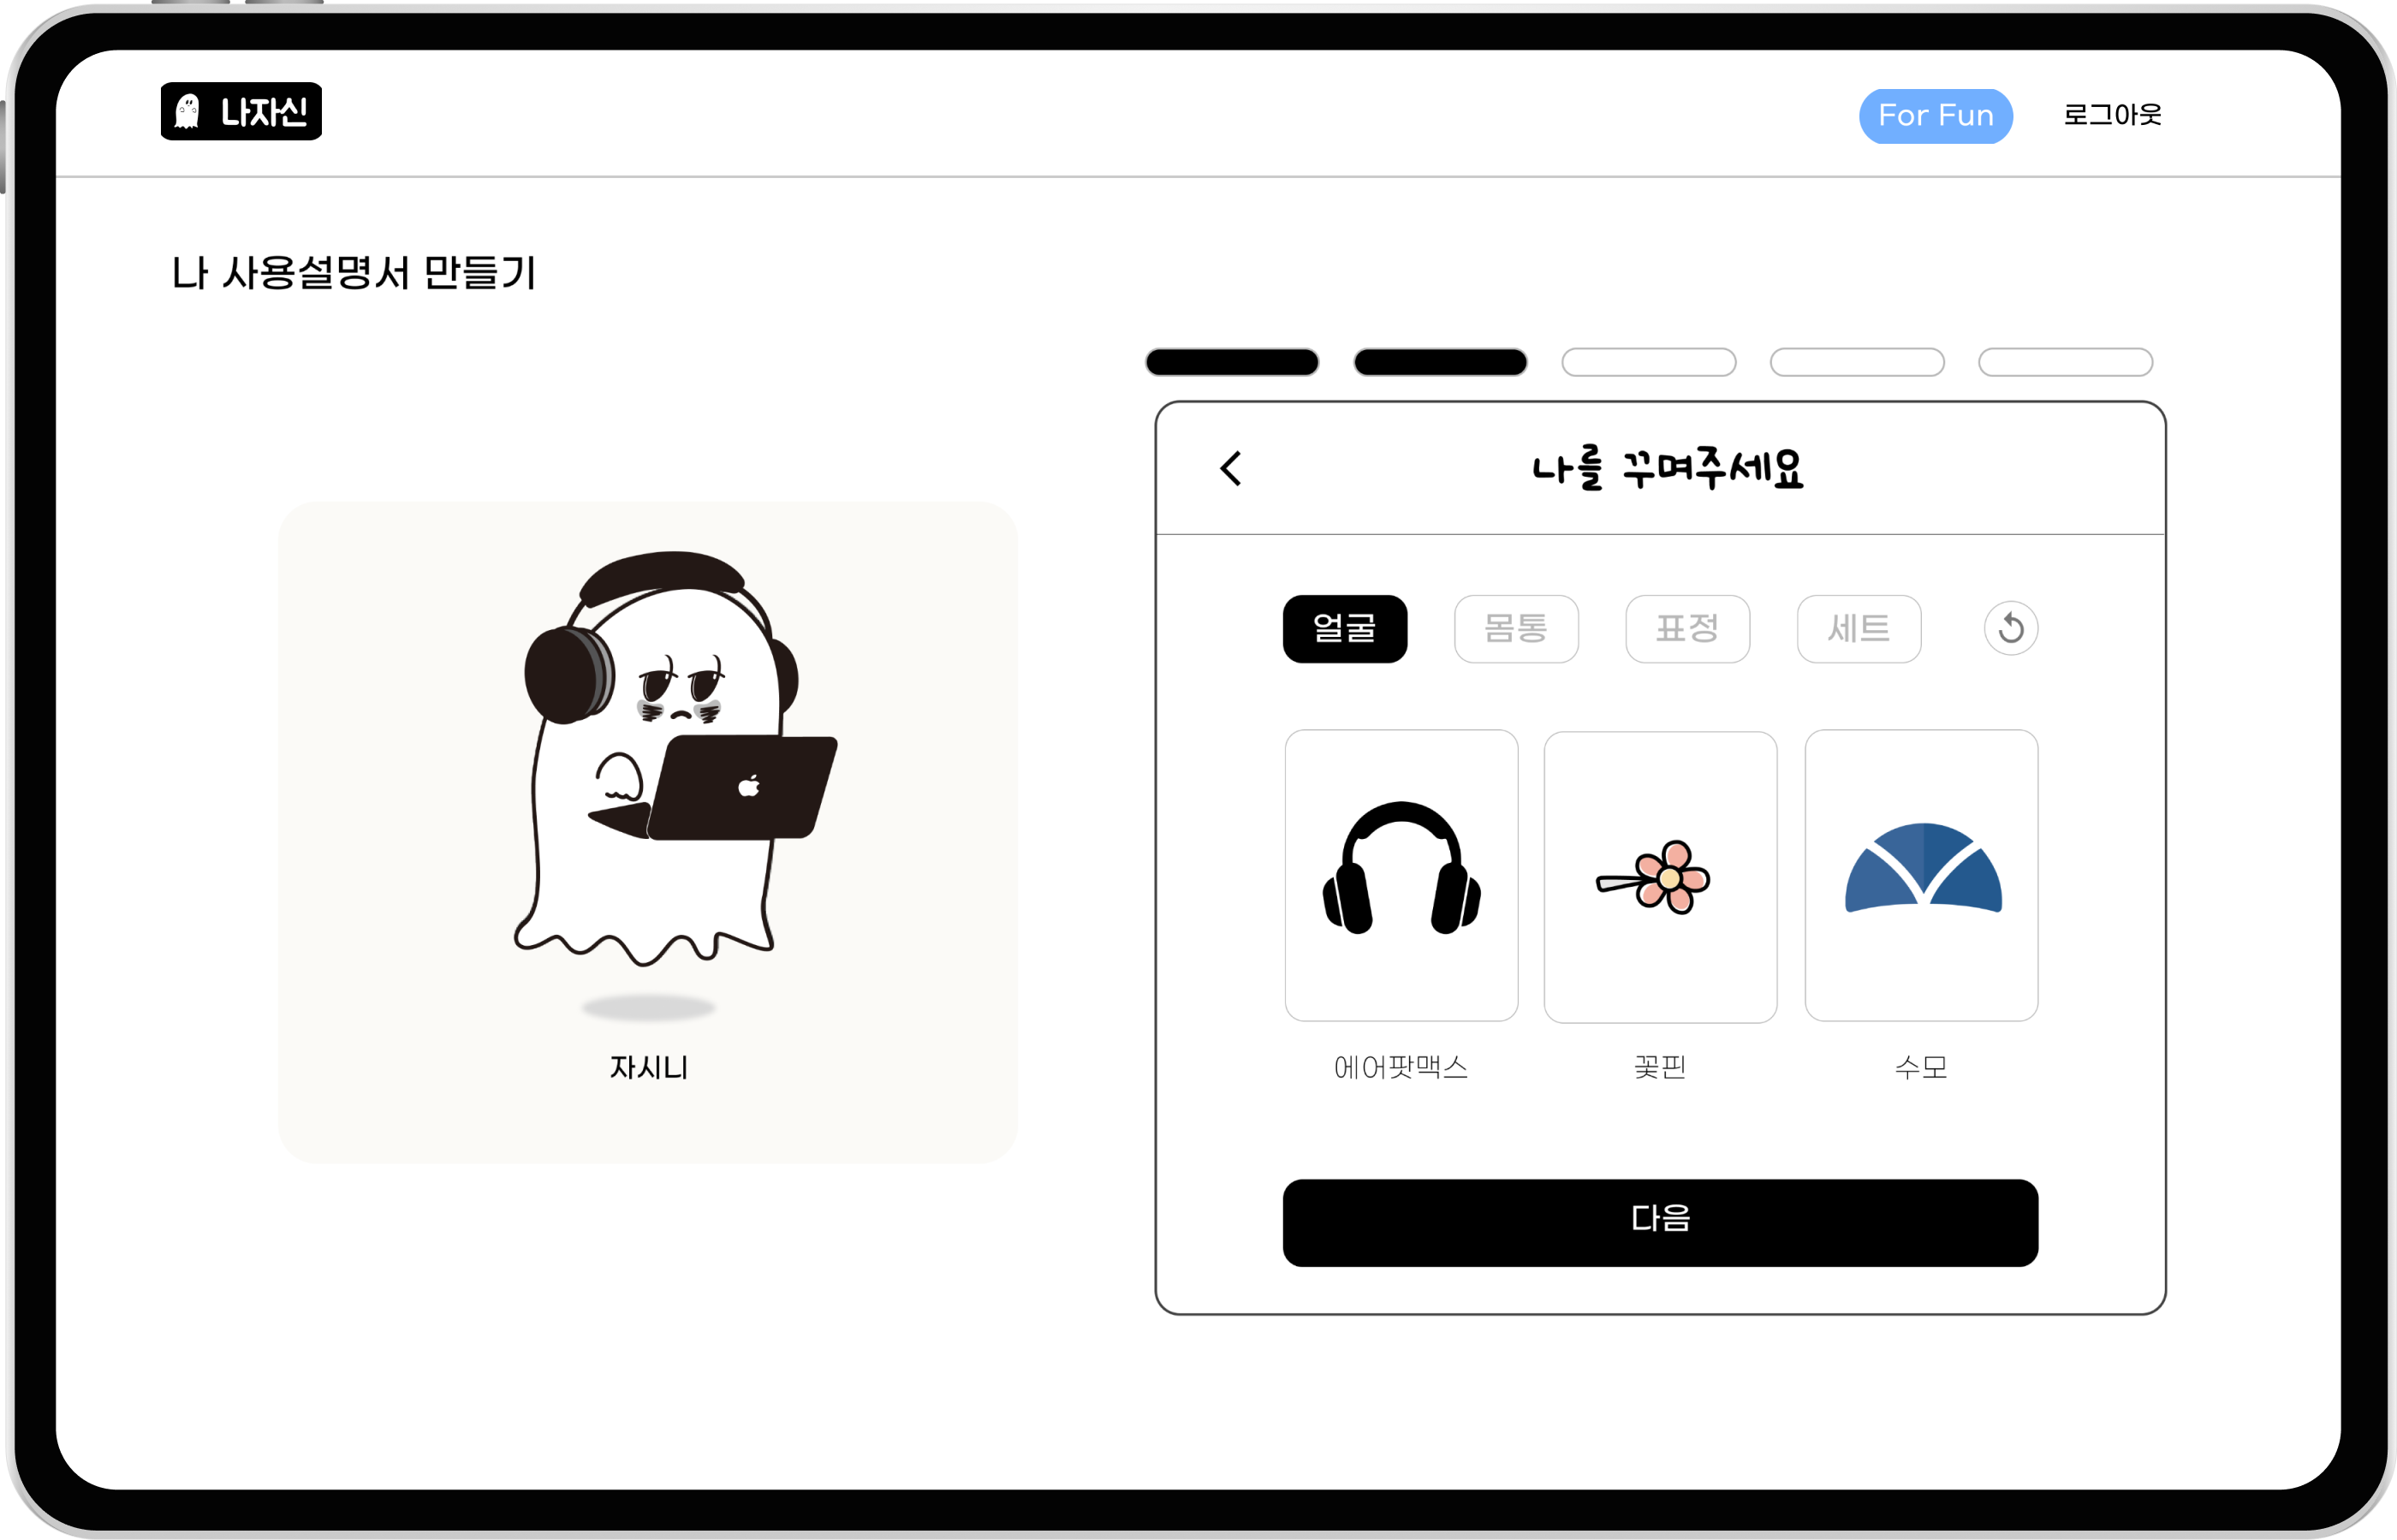 나자신
For Fun
로그아웃
나 사용설명서 만들기
나를 꾸며주세요
얼굴
몸통
표정
세트
자시니
에어팟맥스
꽃핀
수모
다음